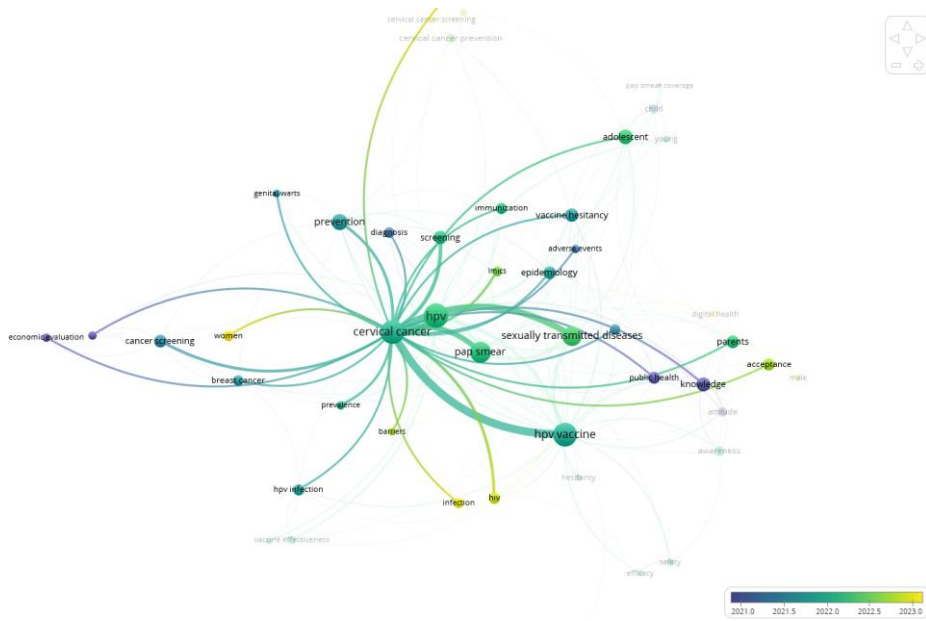 cervical cancer screening
cervical cancer prevention
pap smear coverage
child
adolescent
young
genital warts
immunization
vaccine hesitancy
prevention
diagnosis
screening
adverse events
lmics
epidemiology
hpv
digital health
cervical cancer
sexually transmitted diseases
economic evaluation
cancer screening
women
parents
pap smear
acceptance
breast cancer
public health
knowledge
male
prevalence
attitude
barriers
hpv vaccine
awareness
hesitancy
hpv infection
infection
hiv
vaccine effectiveness
safety
efficacy
2021.0 2021.5 2022.0 2022.5 2023.0